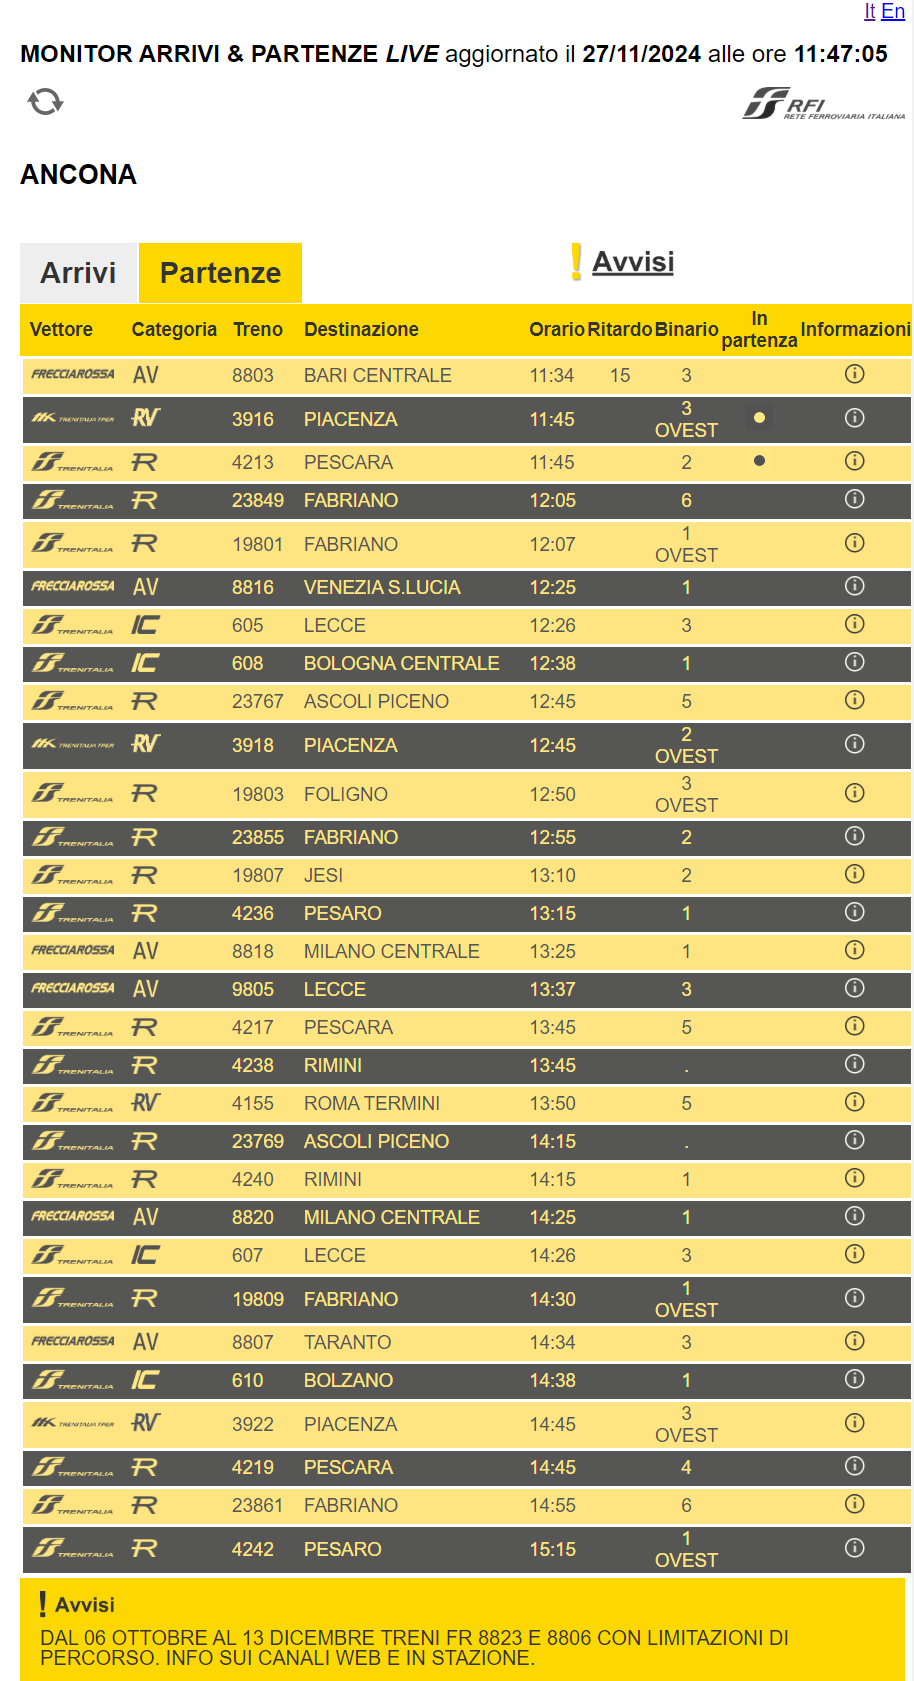 It En
MONITOR ARRIVI & PARTENZE LIVE aggiornato il 27/11/2024 alle ore 11:47:05
RFI
RETE FERROVIARIA ITALIANA
ANCONA
Arrivi Partenze ! Avvisi
Vettore Categoria Treno Destinazione Orario Ritardo Binario In partenza Informazioni
FRECCIAROSSA AV 8803 BARI CENTRALE 11:34 15 3
TRENITALIA TPER RV 3916 PIACENZA 11:45 3 OVEST
TRENITALIA R 4213 PESCARA 11:45 2
TRENITALIA R 23849 FABRIANO 12:05 6
TRENITALIA R 19801 FABRIANO 12:07 1 OVEST
FRECCIAROSSA AV 8816 VENEZIA S.LUCIA 12:25 1
TRENITALIA IC 605 LECCE 12:26 3
TRENITALIA IC 608 BOLOGNA CENTRALE 12:38 1
TRENITALIA R 23767 ASCOLI PICENO 12:45 5
TRENITALIA TPER RV 3918 PIACENZA 12:45 2 OVEST
TRENITALIA R 19803 FOLIGNO 12:50 3 OVEST
TRENITALIA R 23855 FABRIANO 12:55 2
TRENITALIA R 19807 JESI 13:10 2
TRENITALIA R 4236 PESARO 13:15 1
FRECCIAROSSA AV 8818 MILANO CENTRALE 13:25 1
FRECCIAROSSA AV 9805 LECCE 13:37 3
TRENITALIA R 4217 PESCARA 13:45 5
TRENITALIA R 4238 RIMINI 13:45 .
TRENITALIA RV 4155 ROMA TERMINI 13:50 5
TRENITALIA R 23769 ASCOLI PICENO 14:15 .
TRENITALIA R 4240 RIMINI 14:15 1
FRECCIAROSSA AV 8820 MILANO CENTRALE 14:25 1
TRENITALIA IC 607 LECCE 14:26 3
TRENITALIA R 19809 FABRIANO 14:30 1 OVEST
FRECCIAROSSA AV 8807 TARANTO 14:34 3
TRENITALIA IC 610 BOLZANO 14:38 1
TRENITALIA TPER RV 3922 PIACENZA 14:45 3 OVEST
TRENITALIA R 4219 PESCARA 14:45 4
TRENITALIA R 23861 FABRIANO 14:55 6
TRENITALIA R 4242 PESARO 15:15 1 OVEST
! Avvisi
DAL 06 OTTOBRE AL 13 DICEMBRE TRENI FR 8823 E 8806 CON LIMITAZIONI DI
PERCORSO. INFO SUI CANALI WEB E IN STAZIONE.